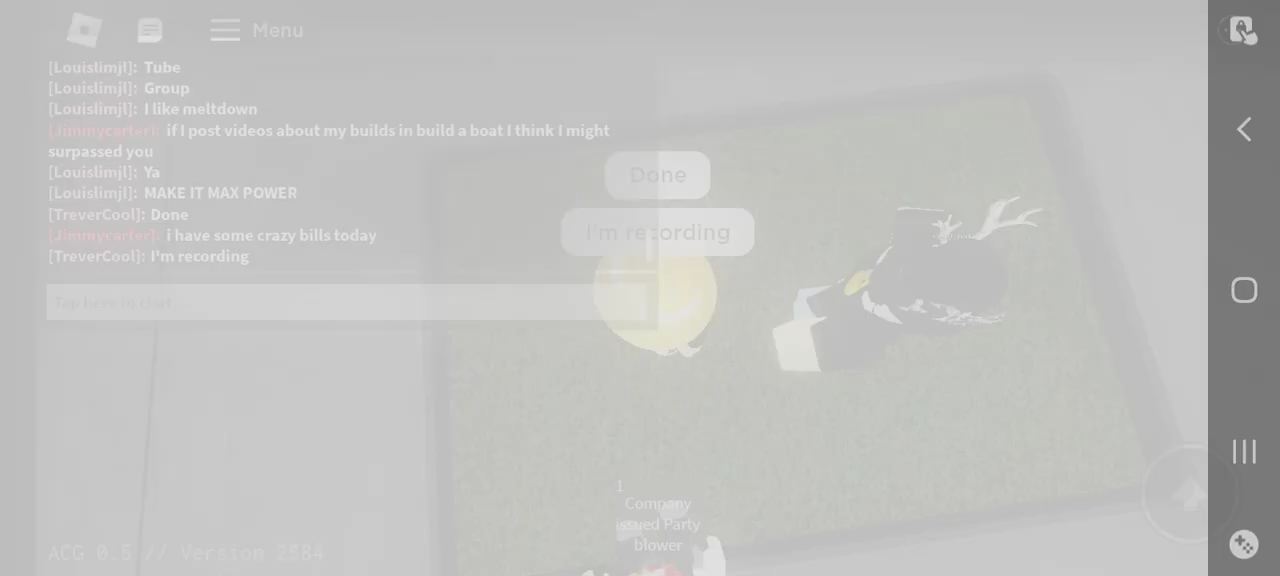 Menu
[Louislimjl]: Tube
[Louislimjl]: Group
[Louislimjl]: I like meltdown
[Jimmycarter]: if I post videos about my builds in build a boat I think I might
surpassed you
[Louislimjl]: Ya
[Louislimjl]: MAKE IT MAX POWER
[TreverCool]: Done
[Jimmycarter]: i have some crazy bills today
[TreverCool]: I'm recording
Tap here to chat
Done
I'm recording
1
Company
issued Party
blower
ACG 0.5 // Version 2584